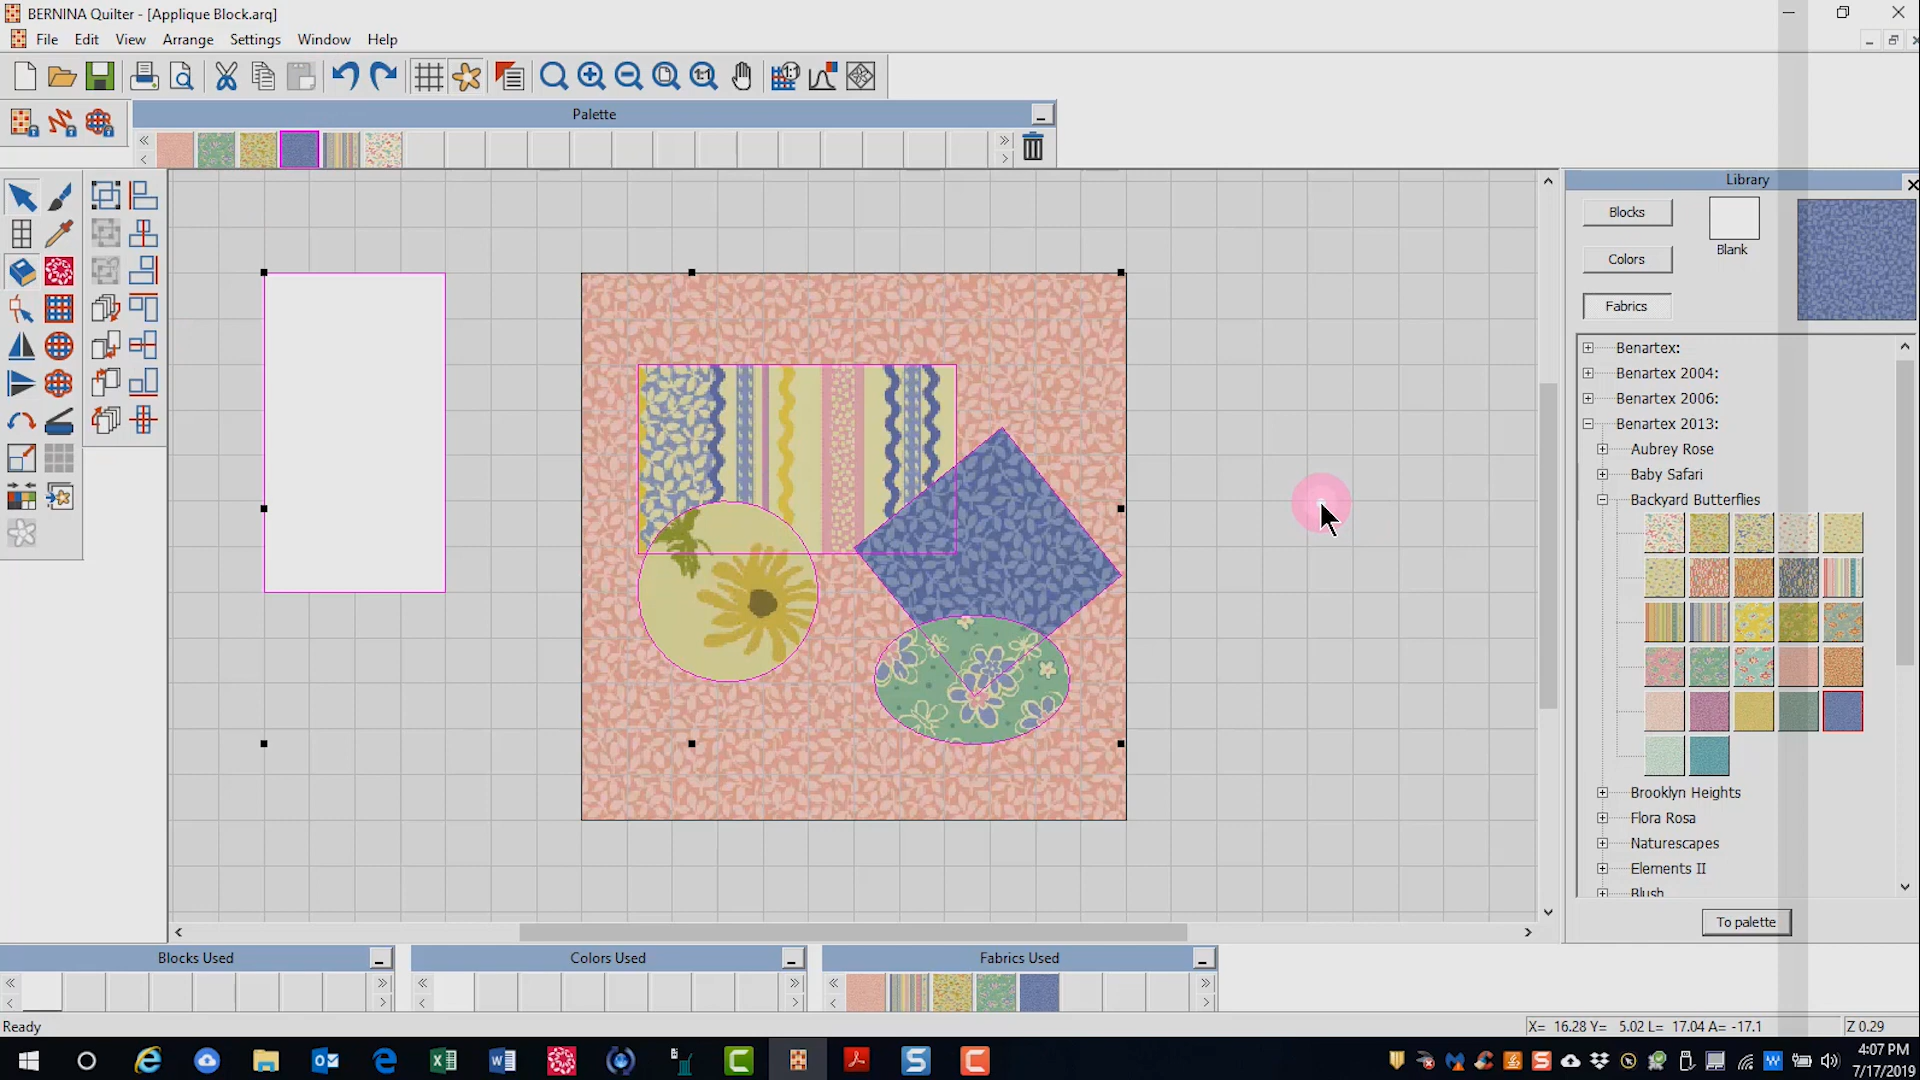 BERNINA Quilter - [Applique Block.arq]
File Edit View Arrange Settings Window Help
Palette
Library
Blocks
Blank
Colors
Fabrics
Benartex:
Benartex 2004:
Benartex 2006:
Benartex 2013:
Aubrey Rose
Baby Safari
Backyard Butterflies
Brooklyn Heights
Flora Rosa
Naturescapes
Elements II
Blush
To palette
Blocks Used
Colors Used
Fabrics Used
Ready
X= 16.28 Y= 5.02 L= 17.04 A= -17.1
Z 0.29
4:07 PM
7/17/2019